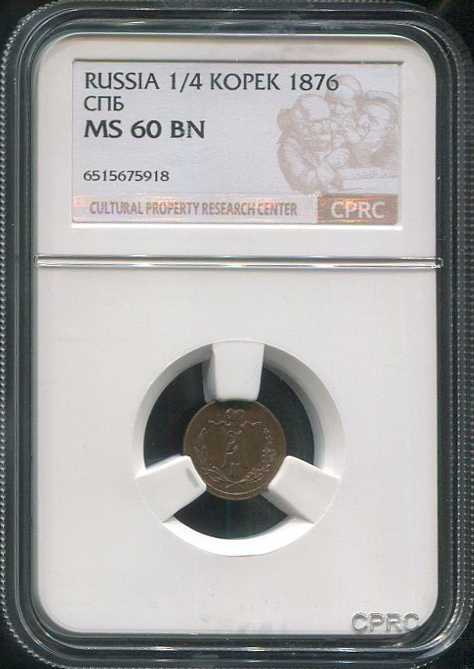 RUSSIA 1/4 KOPEK 1876
СПБ
MS 60 BN
6515675918
CULTURAL PROPERTY RESEARCH CENTER CPRC
CPRC